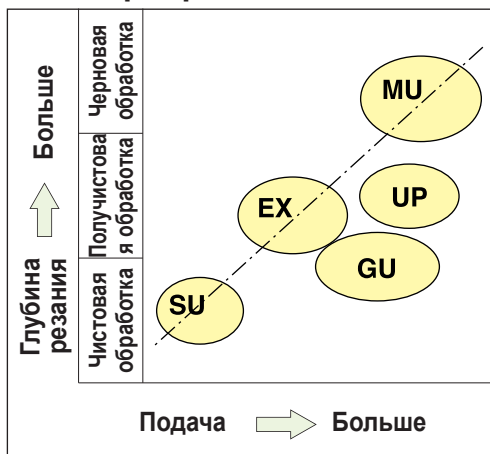 Глубина
резания
Больше
Черновая
обработка
Получистова
я обработка
Чистовая
обработка
MU
UP
EX
GU
SU
Подача
Больше